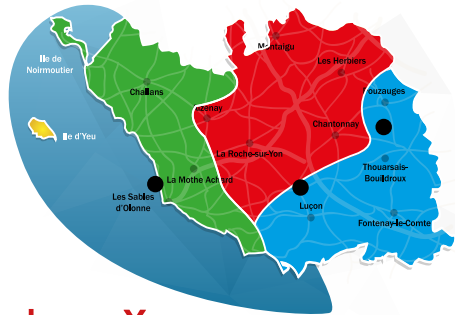 Montaigu
Ile de
Noirmoutier
Les Herbiers
Challans
Pouzauges
Aizenay
Chantonnay
Ile d'Yeu
La Roche-sur-Yon
Thouarsais-
Bouildroux
La Mothe Achard
Les Sables
d'Olonne
Luçon
Fontenay-le-Comte